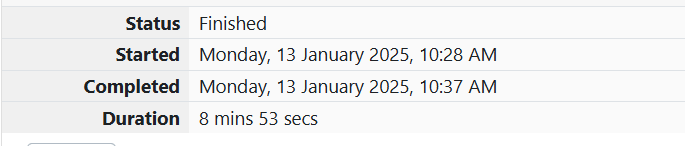 Status Finished
Started Monday, 13 January 2025, 10:28 AM
Completed Monday, 13 January 2025, 10:37 AM
Duration 8 mins 53 secs